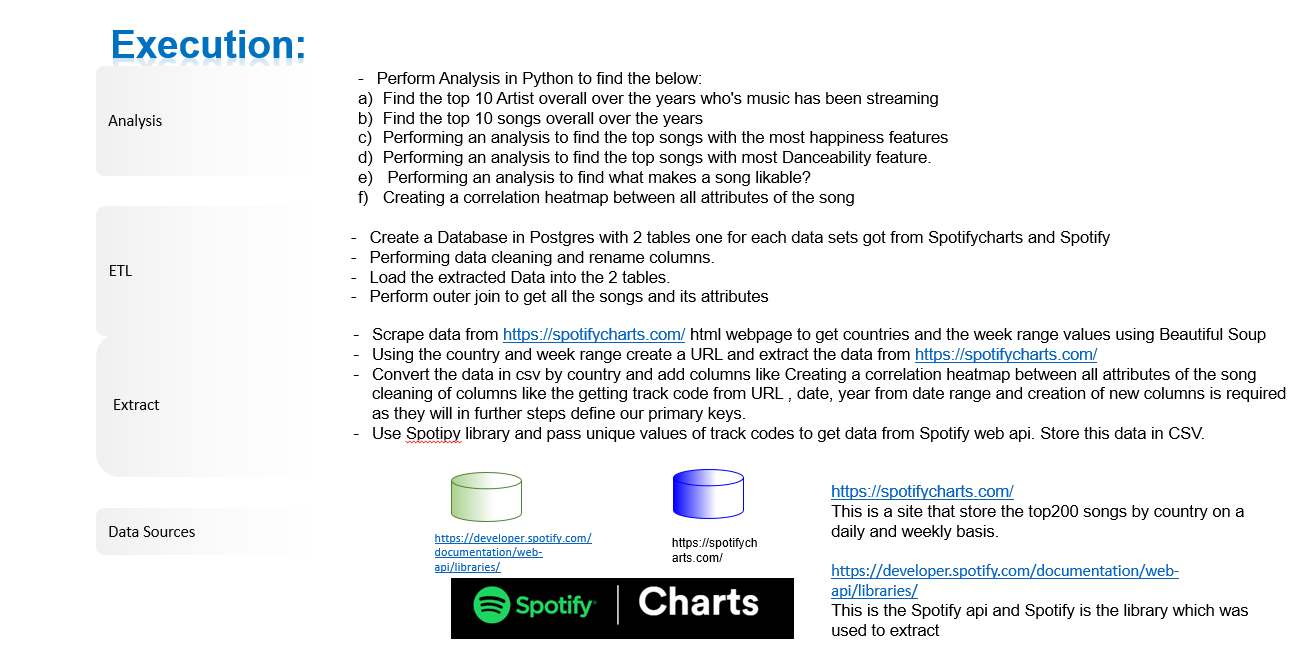 Execution:
Analysis
- Perform Analysis in Python to find the below:
a) Find the top 10 Artist overall over the years who's music has been streaming
b) Find the top 10 songs overall over the years
c) Performing an analysis to find the top songs with the most happiness features
d) Performing an analysis to find the top songs with most Danceability feature.
e) Performing an analysis to find what makes a song likable?
f) Creating a correlation heatmap between all attributes of the song
ETL
- Create a Database in Postgres with 2 tables one for each data sets got from Spotifycharts and Spotify
- Performing data cleaning and rename columns.
- Load the extracted Data into the 2 tables.
- Perform outer join to get all the songs and its attributes
Extract
- Scrape data from https://spotifycharts.com/ html webpage to get countries and the week range values using Beautiful Soup
- Using the country and week range create a URL and extract the data from https://spotifycharts.com/
- Convert the data in csv by country and add columns like Creating a correlation heatmap between all attributes of the song
cleaning of columns like the getting track code from URL , date, year from date range and creation of new columns is required
as they will in further steps define our primary keys.
- Use Spotipy library and pass unique values of track codes to get data from Spotify web api. Store this data in CSV.
Data Sources
https://developer.spotify.com/
documentation/web-
api/libraries/
https://spotifych
arts.com/
Spotify | Charts
https://spotifycharts.com/
This is a site that store the top200 songs by country on a
daily and weekly basis.
https://developer.spotify.com/documentation/web-
api/libraries/
This is the Spotify api and Spotify is the library which was
used to extract